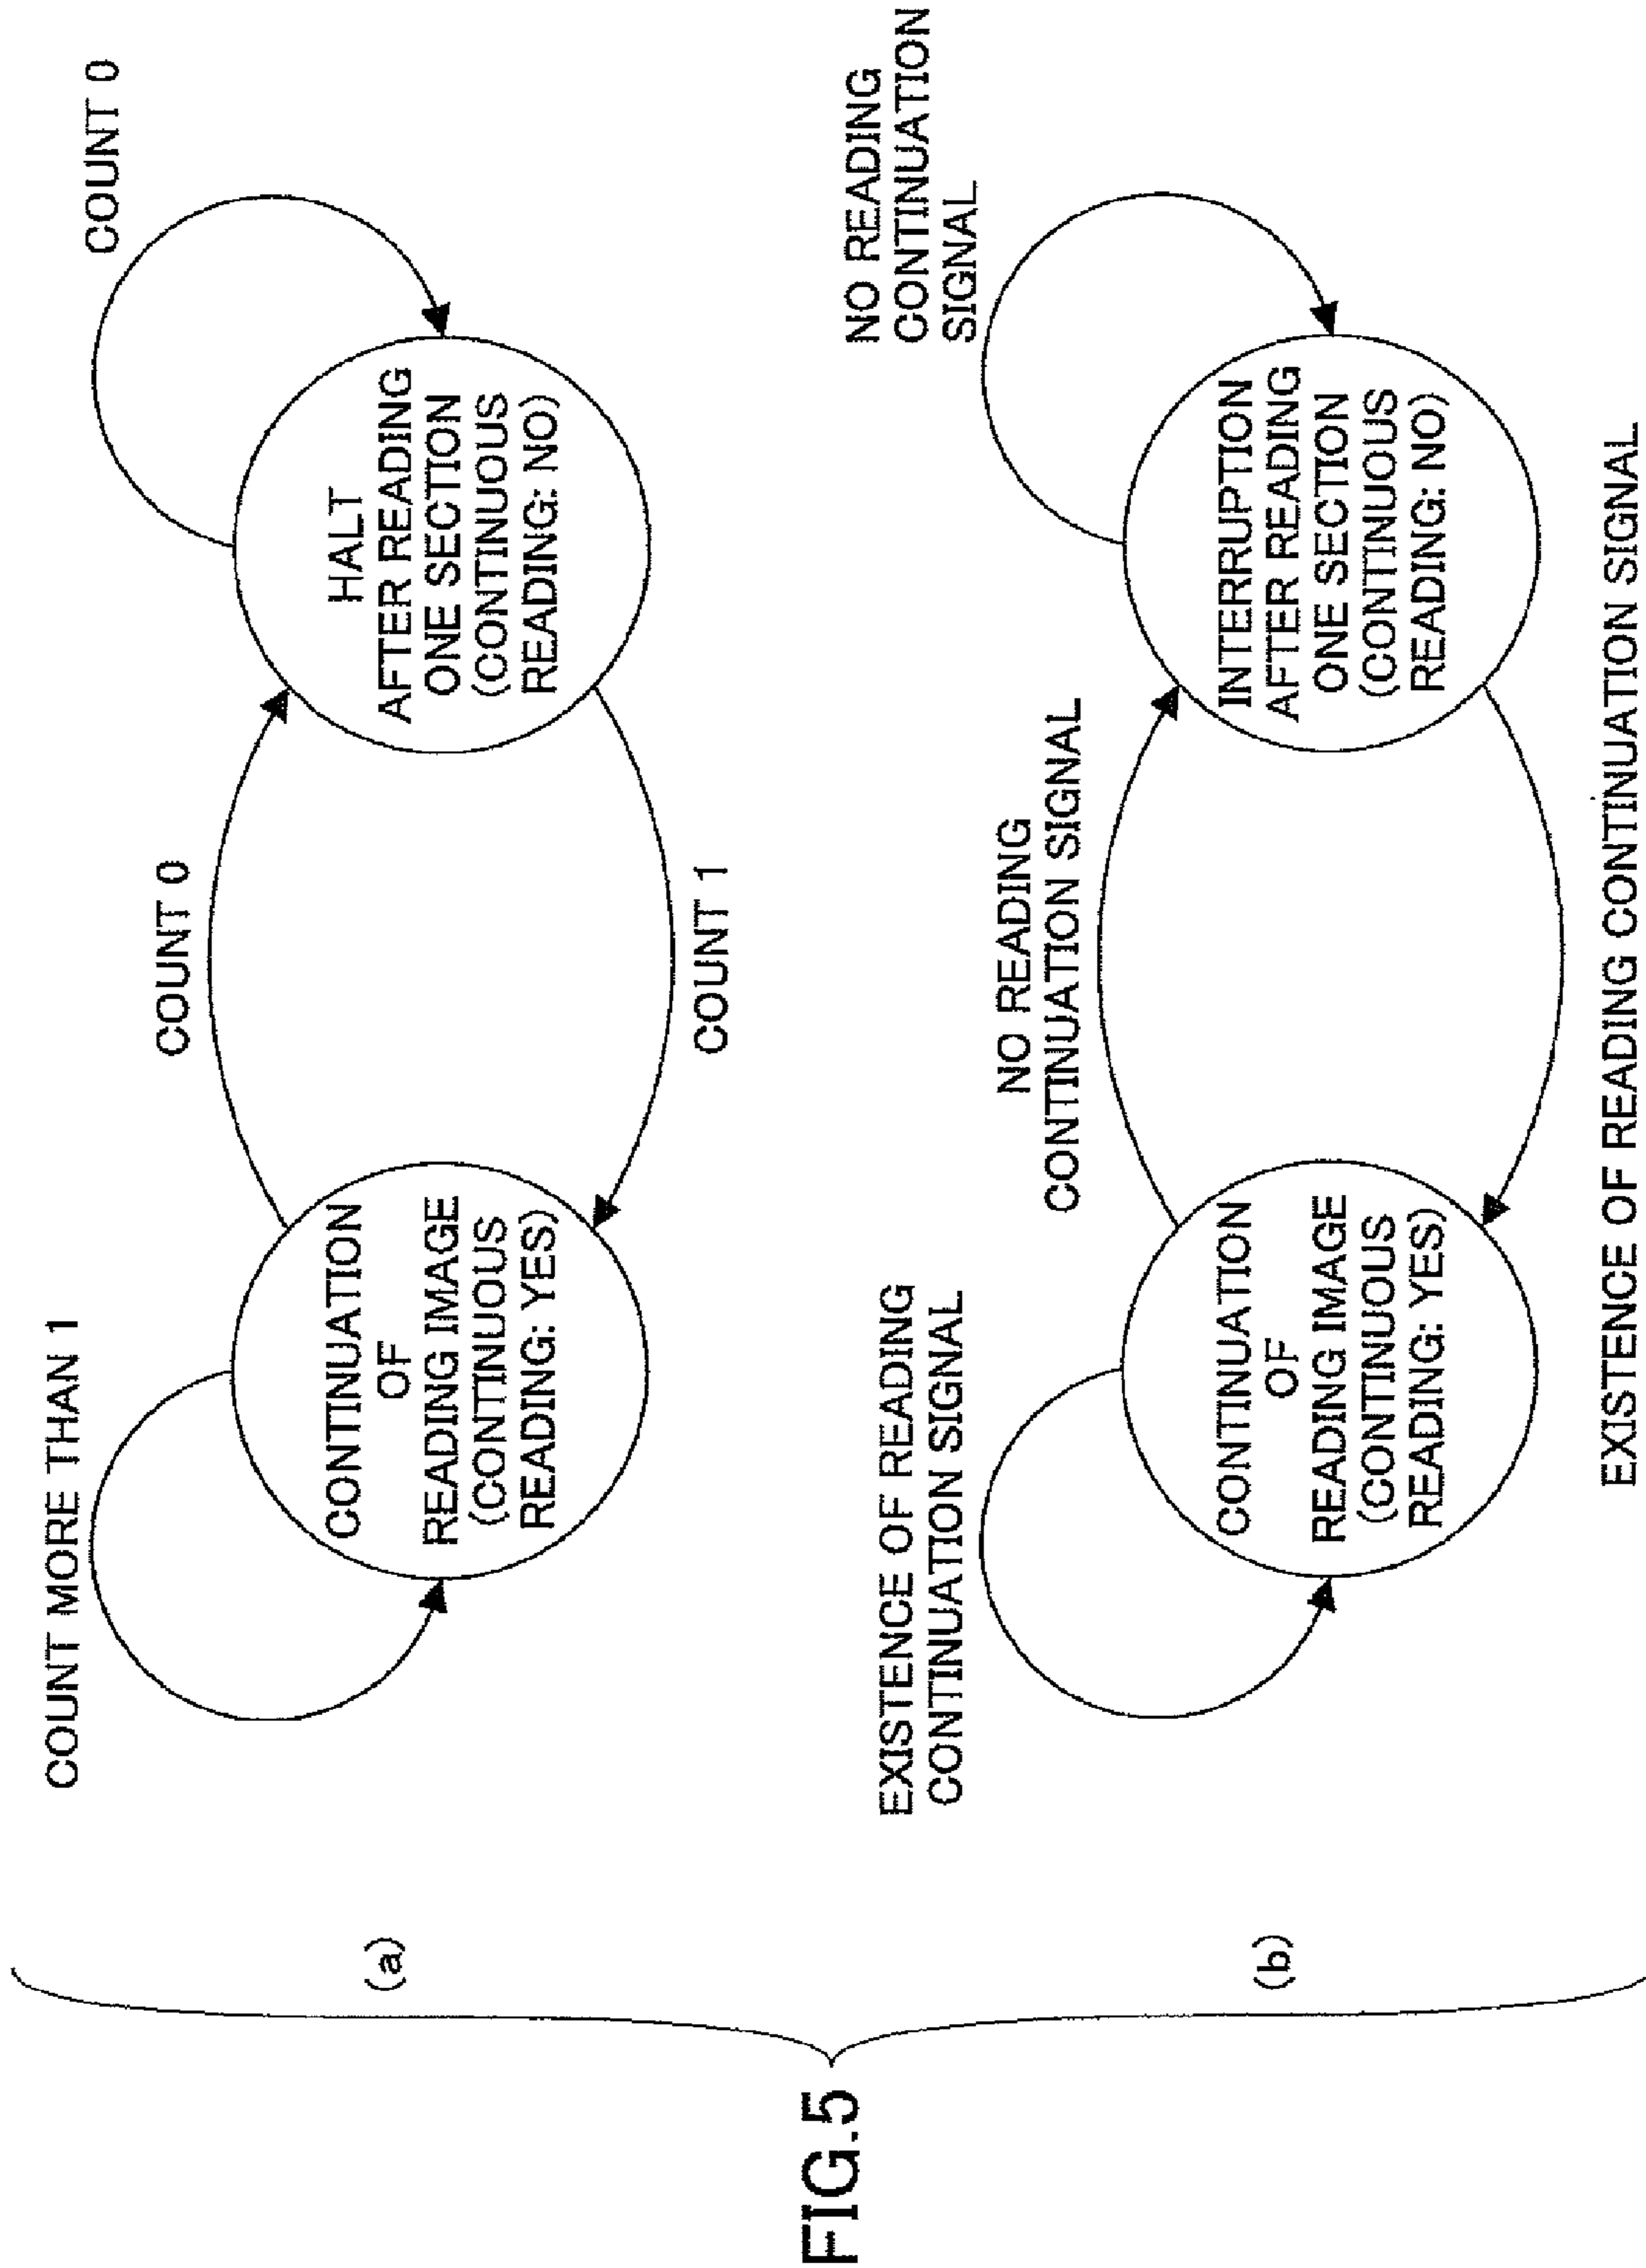 FIG.5
(a)
COUNT MORE THAN 1
CONTINUATION
OF
READING IMAGE
(CONTINUOUS
READING: YES)
COUNT 0
COUNT 1
COUNT 0
HALT
AFTER READING
ONE SECTION
(CONTINUOUS
READING: NO)
(b)
EXISTENCE OF READING
CONTINUATION SIGNAL
CONTINUATION
OF
READING IMAGE
(CONTINUOUS
READING: YES)
NO READING
CONTINUATION SIGNAL
EXISTENCE OF READING CONTINUATION SIGNAL
NO READING
CONTINUATION
SIGNAL
INTERRUPTION
AFTER READING
ONE SECTION
(CONTINUOUS
READING: NO)